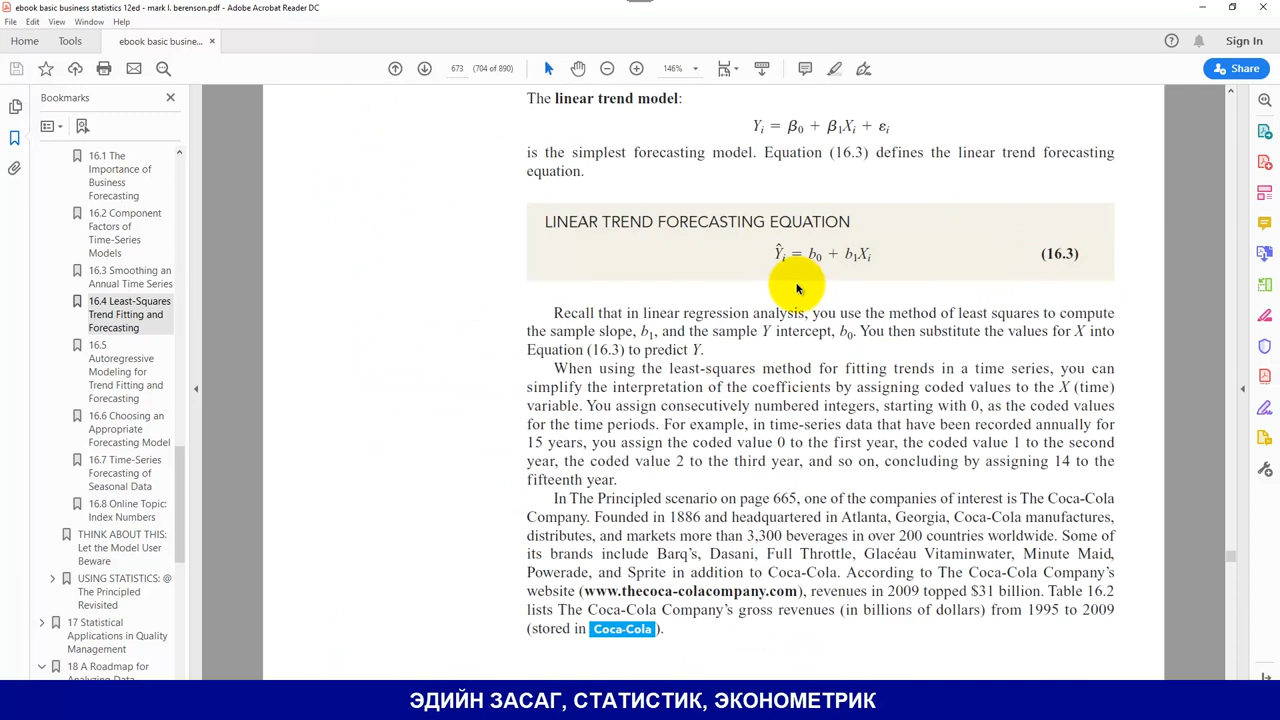 ebook basic business statistics 12ed - mark l. berenson.pdf - Adobe Acrobat Reader DC
File Edit View Window Help
Home Tools ebook basic busine... × Sign In
673 (704 of 890) 146% Share
Bookmarks
16.1 The
Importance of
Business
Forecasting
16.2 Component
Factors of
Time-Series
Models
16.3 Smoothing an
Annual Time Series
16.4 Least-Squares
Trend Fitting and
Forecasting
16.5
Autoregressive
Modeling for
Trend Fitting and
Forecasting
16.6 Choosing an
Appropriate
Forecasting Model
16.7 Time-Series
Forecasting of
Seasonal Data
16.8 Online Topic:
Index Numbers
THINK ABOUT THIS:
Let the Model User
Beware
USING STATISTICS: @
The Principled
Revisited
17 Statistical
Applications in Quality
Management
18 A Roadmap for
Analyzing Data
The linear trend model:
Yi = β0 + β1Xi + εi
is the simplest forecasting model. Equation (16.3) defines the linear trend forecasting
equation.
LINEAR TREND FORECASTING EQUATION
Ŷi = b0 + b1Xi (16.3)
Recall that in linear regression analysis, you use the method of least squares to compute
the sample slope, b1, and the sample Y intercept, b0. You then substitute the values for X into
Equation (16.3) to predict Y.
When using the least-squares method for fitting trends in a time series, you can
simplify the interpretation of the coefficients by assigning coded values to the X (time)
variable. You assign consecutively numbered integers, starting with 0, as the coded values
for the time periods. For example, in time-series data that have been recorded annually for
15 years, you assign the coded value 0 to the first year, the coded value 1 to the second
year, the coded value 2 to the third year, and so on, concluding by assigning 14 to the
fifteenth year.
In The Principled scenario on page 665, one of the companies of interest is The Coca-Cola
Company. Founded in 1886 and headquartered in Atlanta, Georgia, Coca-Cola manufactures,
distributes, and markets more than 3,300 beverages in over 200 countries worldwide. Some of
its brands include Barq's, Dasani, Full Throttle, Glacéau Vitaminwater, Minute Maid,
Powerade, and Sprite in addition to Coca-Cola. According to The Coca-Cola Company's
website (www.thecoca-colacompany.com), revenues in 2009 topped $31 billion. Table 16.2
lists The Coca-Cola Company's gross revenues (in billions of dollars) from 1995 to 2009
(stored in Coca-Cola).
ЭДИЙН ЗАСАГ, СТАТИСТИК, ЭКОНОМЕТРИК